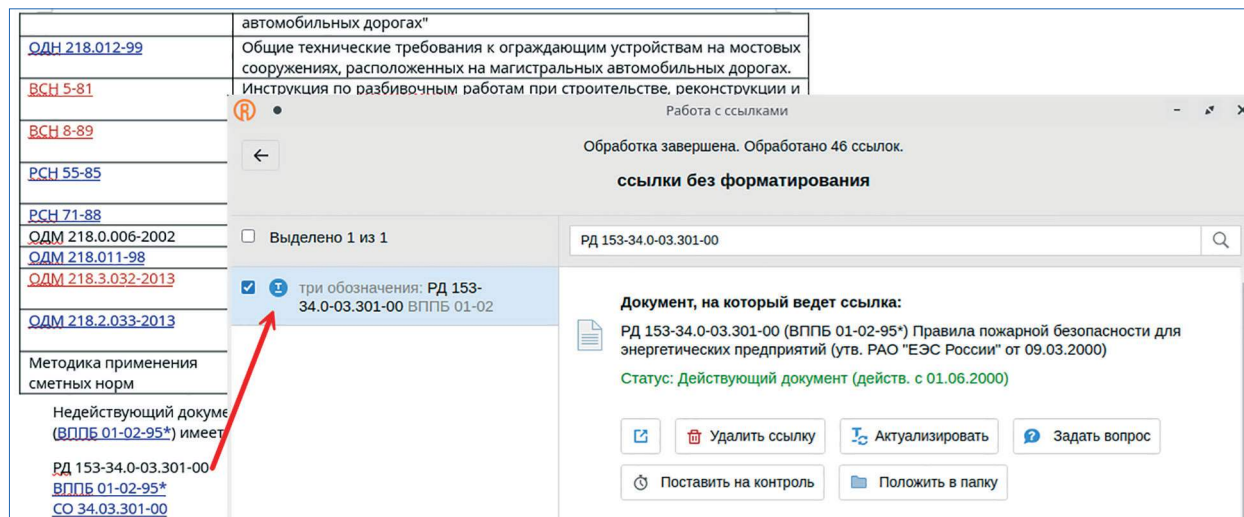 автомобильных дорогах"
ОДН 218.012-99
Общие технические требования к ограждающим устройствам на мостовых
сооружениях, расположенных на магистральных автомобильных дорогах.
ВСН 5-81
Инструкция по разбивочным работам при строительстве, реконструкции и
ВСН 8-89
РСН 55-85
РСН 71-88
ОДМ 218.0.006-2002
ОДМ 218.011-98
ОДМ 218.3.032-2013
ОДМ 218.2.033-2013
Методика применения
сметных норм
Недействующий докуме
(ВППБ 01-02-95*) имеет
РД 153-34.0-03.301-00
ВППБ 01-02-95*
СО 34.03.301-00
Работа с ссылками
Обработка завершена. Обработано 46 ссылок.
ссылки без форматирования
Выделено 1 из 1
РД 153-34.0-03.301-00
три обозначения: РД 153-
34.0-03.301-00 ВППБ 01-02
Документ, на который ведет ссылка:
РД 153-34.0-03.301-00 (ВППБ 01-02-95*) Правила пожарной безопасности для
энергетических предприятий (утв. РАО "ЕЭС России" от 09.03.2000)
Статус: Действующий документ (действ. с 01.06.2000)
Удалить ссылку
Актуализировать
Задать вопрос
Поставить на контроль
Положить в папку